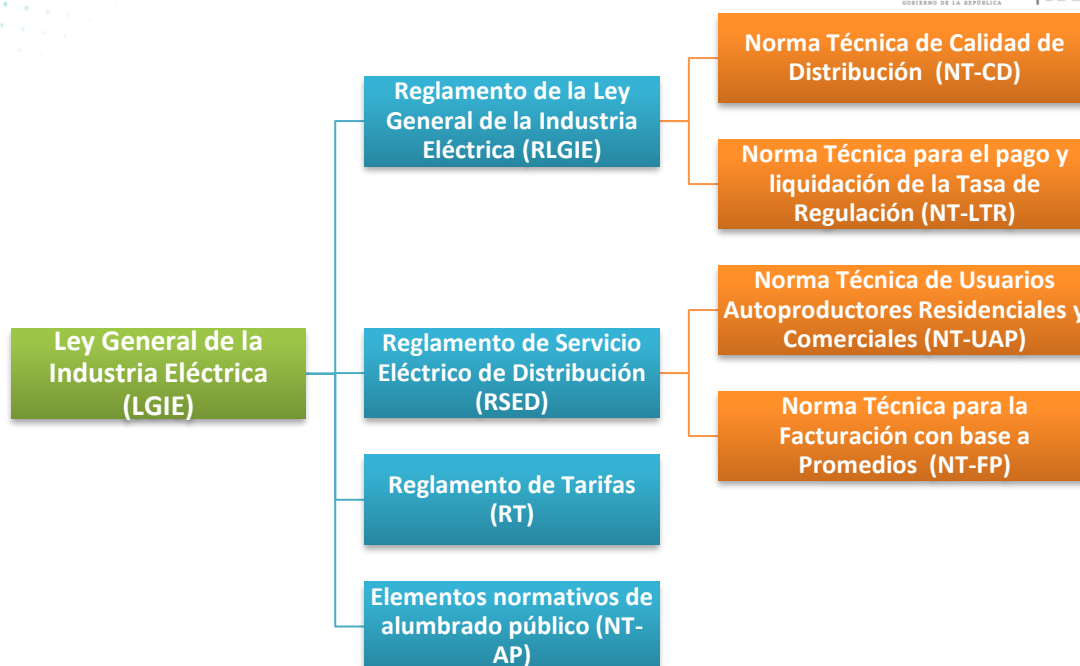 GOBIERNO DE LA REPÚBLICA
Norma Técnica de Calidad de
Distribución (NT-CD)
Reglamento de la Ley
General de la Industria
Eléctrica (RLGIE)
Norma Técnica para el pago y
liquidación de la Tasa de
Regulación (NT-LTR)
Norma Técnica de Usuarios
Autoproductores Residenciales y
Comerciales (NT-UAP)
Ley General de la
Industria Eléctrica
(LGIE)
Reglamento de Servicio
Eléctrico de Distribución
(RSED)
Norma Técnica para la
Facturación con base a
Promedios (NT-FP)
Reglamento de Tarifas
(RT)
Elementos normativos de
alumbrado público (NT-
AP)